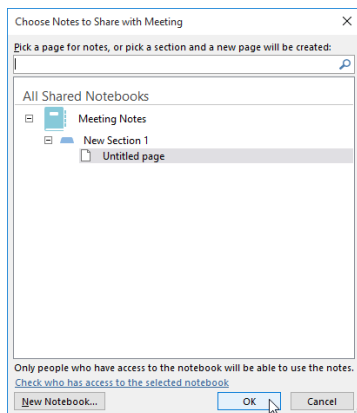 Choose Notes to Share with Meeting
Pick a page for notes, or pick a section and a new page will be created:
All Shared Notebooks
Meeting Notes
New Section 1
Untitled page
Only people who have access to the notebook will be able to use the notes.
Check who has access to the selected notebook
New Notebook... OK Cancel